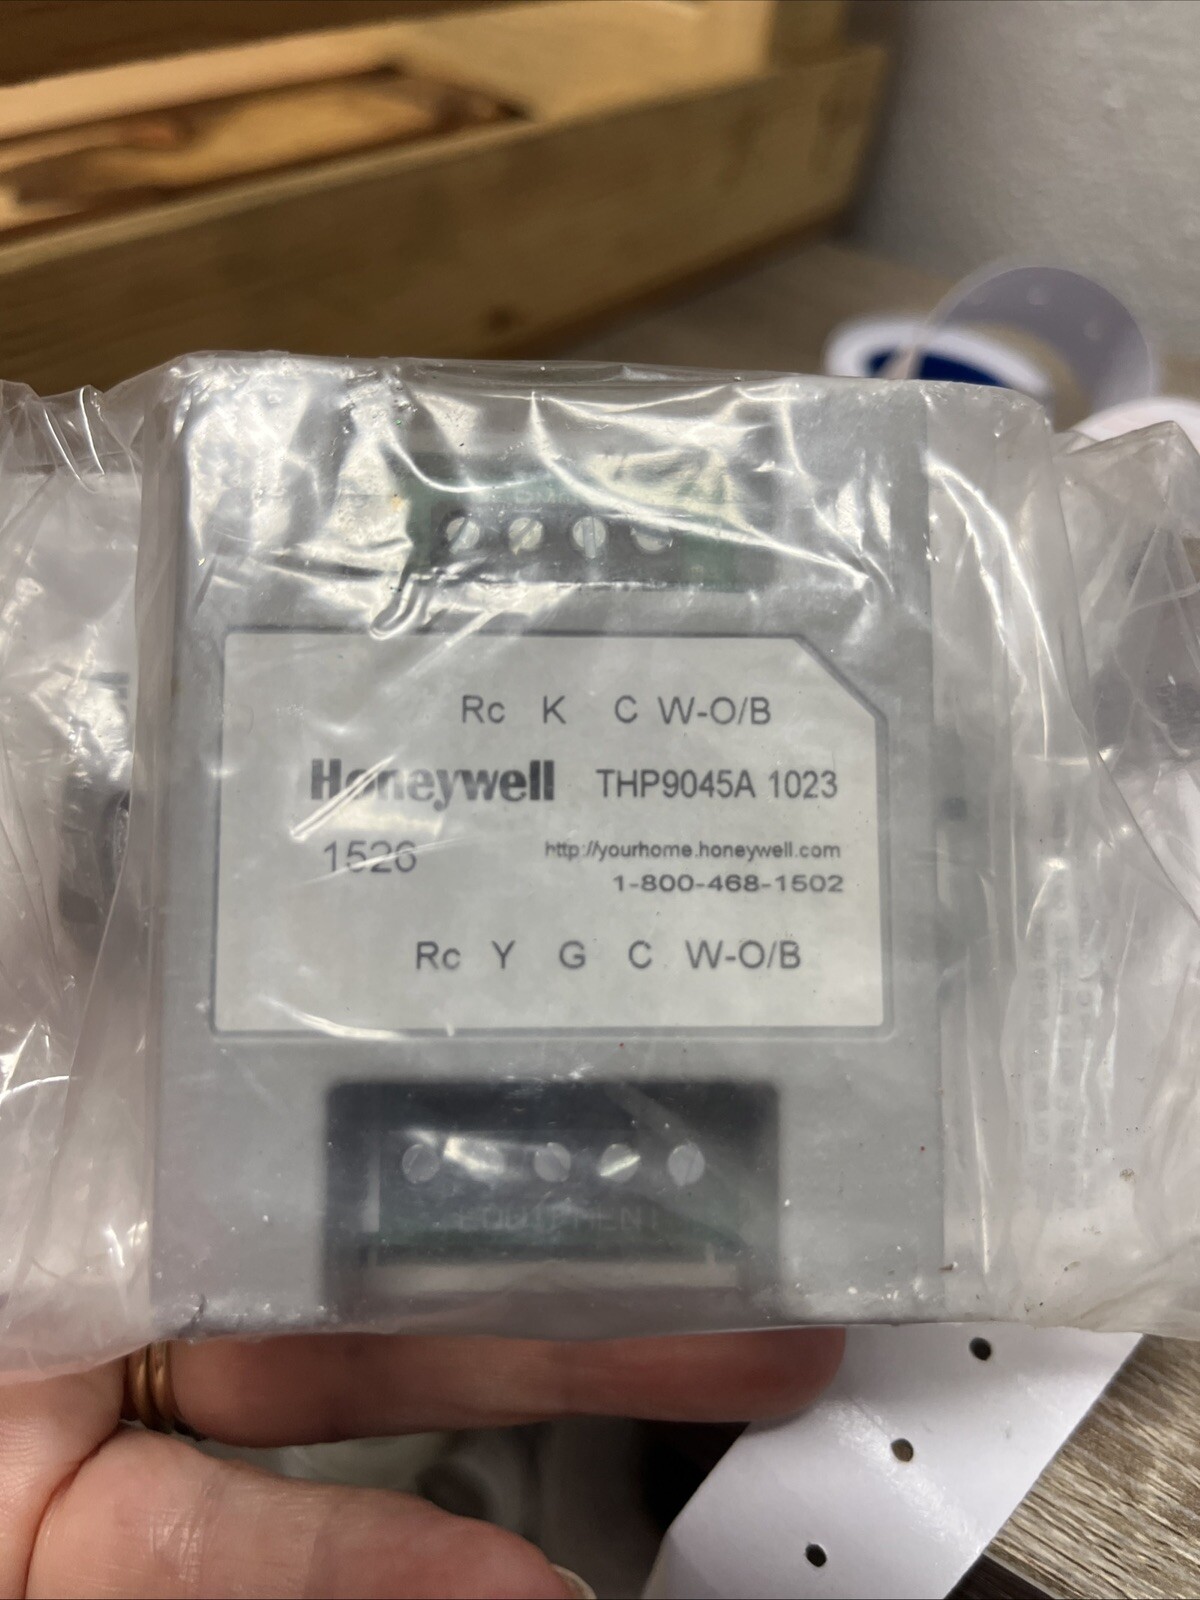 Rc K C W-O/B
Honeywell THP9045A 1023
1526 http://yourhome.honeywell.com
1-800-468-1502
Rc Y G C W-O/B
EQUIPMENT